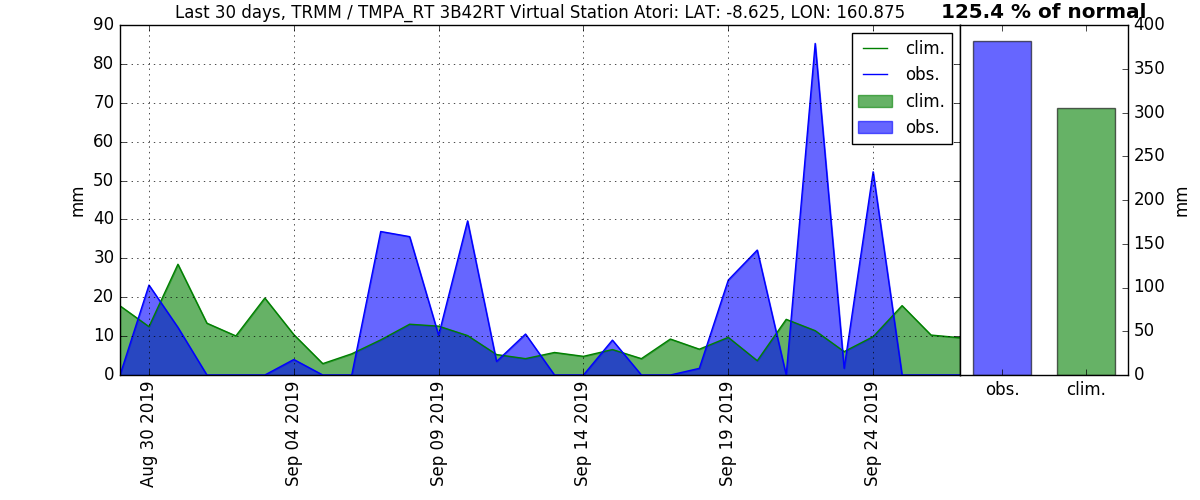 Last 30 days, TRMM / TMPA_RT 3B42RT Virtual Station Atori: LAT: -8.625, LON: 160.875
125.4 % of normal
90
80
70
60
50
40
30
20
10
0
mm
clim.
obs.
clim.
obs.
Aug 30 2019
Sep 04 2019
Sep 09 2019
Sep 14 2019
Sep 19 2019
Sep 24 2019
400
350
300
250
200
150
100
50
0
mm
obs.
clim.